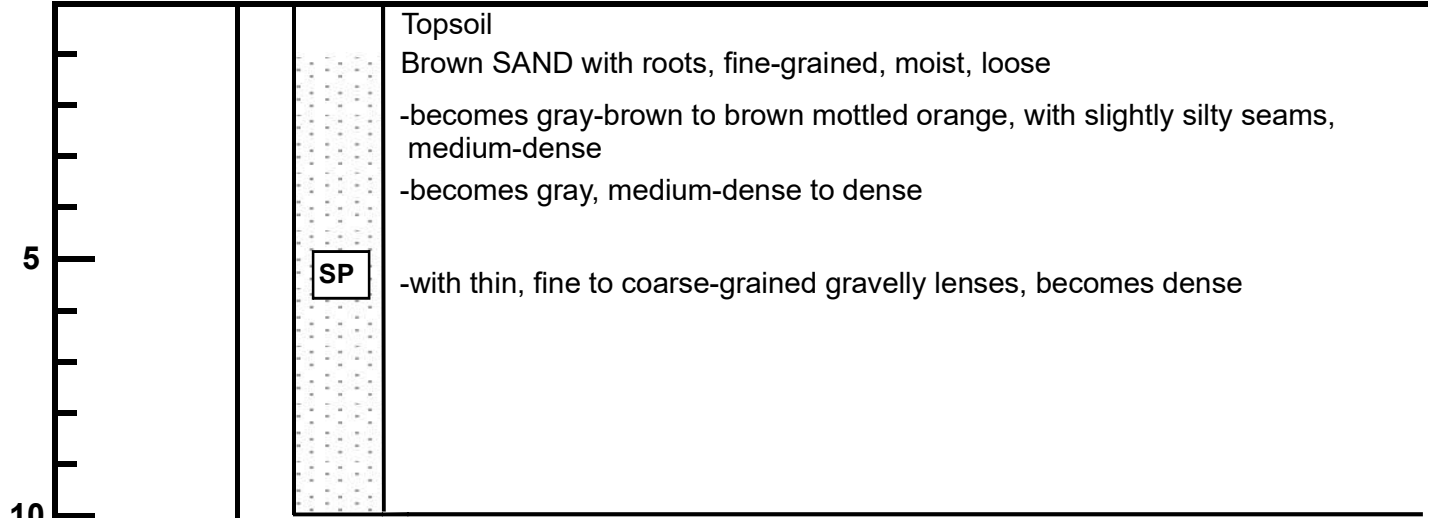 Topsoil
Brown SAND with roots, fine-grained, moist, loose
-becomes gray-brown to brown mottled orange, with slightly silty seams,
medium-dense
-becomes gray, medium-dense to dense
5
SP
-with thin, fine to coarse-grained gravelly lenses, becomes dense
10